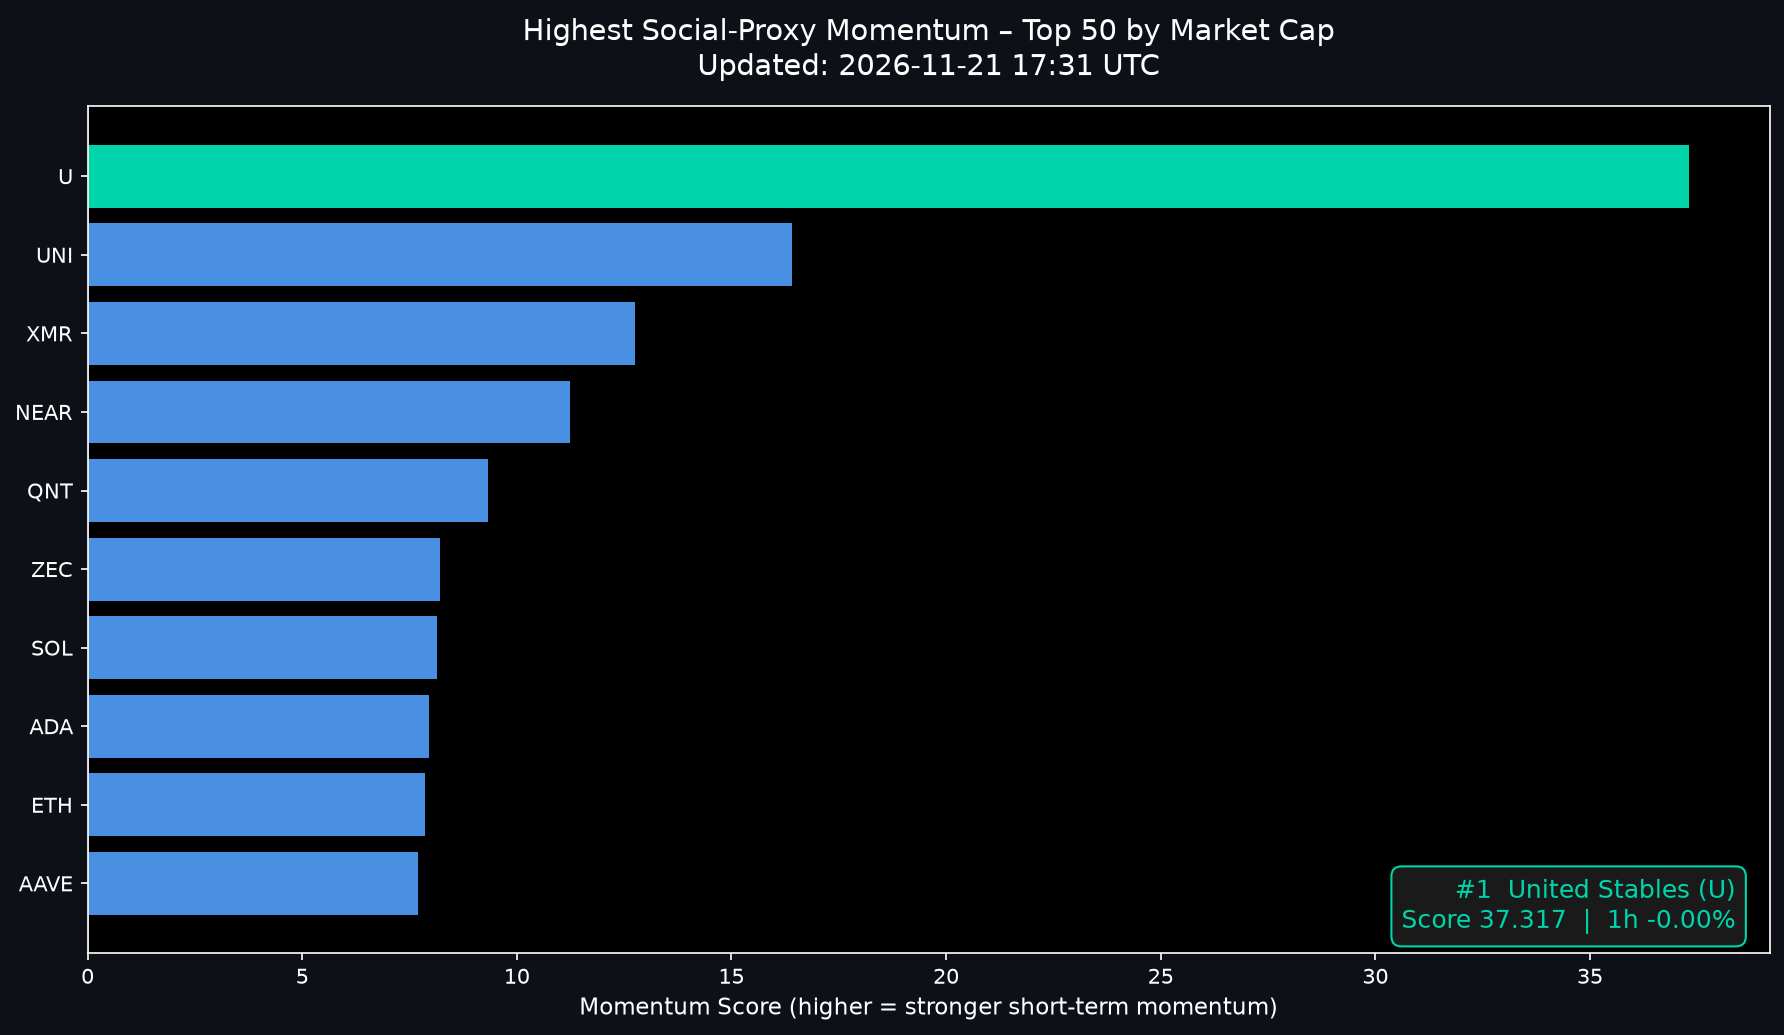 Highest Social-Proxy Momentum – Top 50 by Market Cap
Updated: 2026-11-21 17:31 UTC
U
UNI
XMR
NEAR
QNT
ZEC
SOL
ADA
ETH
AAVE
#1  United Stables (U)
Score 37.317  |  1h -0.00%
0 5 10 15 20 25 30 35
Momentum Score (higher = stronger short-term momentum)